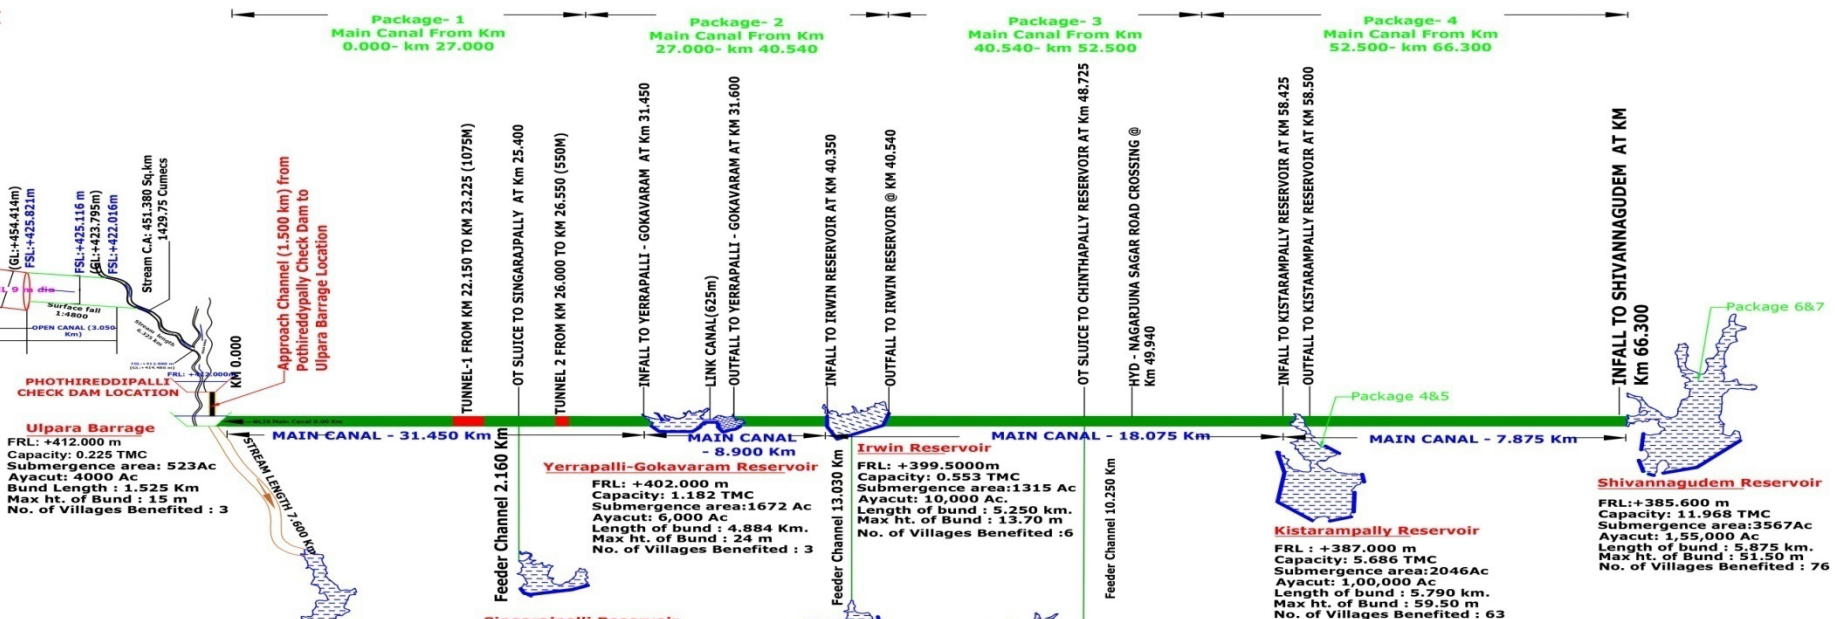 Package- 1
Main Canal From Km
0.000- km 27.000
Package- 2
Main Canal From Km
27.000- km 40.540
Package- 3
Main Canal From Km
40.540- km 52.500
Package- 4
Main Canal From Km
52.500- km 66.300
(GL:+454.414m)
FSL:+425.821m
FSL:+425.116 m
(GL:+423.795m)
FSL:+422.016m
Stream C.A: 451.380 Sq.km
1429.75 Cumecs
EL 9 m dia
Surface fall
1:4800
OPEN CANAL (3.050
Km)
Stream length
6.325 km
FRL: +412.000m
KM 0.000
Approach Channel (1.500 km) from
Pothireddypally Check Dam to
Ulpara Barrage Location
PHOTHIREDDIPALLI
CHECK DAM LOCATION
TUNNEL-1 FROM KM 22.150 TO KM 23.225 (1075M)
OT SLUICE TO SINGARAJPALLY AT Km 25.400
TUNNEL 2 FROM KM 26.000 TO KM 26.550 (550M)
INFALL TO YERRAPALLI - GOKAVARAM AT Km 31.450
LINK CANAL(625m)
OUTFALL TO YERRAPALLI - GOKAVARAM AT KM 31.600
INFALL TO IRWIN RESERVOIR AT KM 40.350
OUTFALL TO IRWIN RESERVOIR @ KM 40.540
OT SLUICE TO CHINTHAPALLY RESERVOIR AT Km 48.725
HYD - NAGARJUNA SAGAR ROAD CROSSING @
Km 49.940
INFALL TO KISTARAMPALLY RESERVOIR AT KM 58.425
OUTFALL TO KISTARAMPALLY RESERVOIR AT KM 58.500
INFALL TO SHIVANNAGUDEM AT KM
Km 66.300
Package 6&7
Package 4&5
MAIN CANAL - 31.450 Km
MAIN CANAL
- 8.900 Km
MAIN CANAL - 18.075 Km
MAIN CANAL - 7.875 Km
Ulpara Barrage
FRL: +412.000 m
Capacity: 0.225 TMC
Submergence area: 523Ac
Ayacut: 4000 Ac
Bund Length : 1.525 Km
Max ht. of Bund : 15 m
No. of Villages Benefited : 3
STREAM LENGTH 7.600 Km
Feeder Channel 2.160 Km
Yerrapalli-Gokavaram Reservoir
FRL: +402.000 m
Capacity: 1.182 TMC
Submergence area:1672 Ac
Ayacut: 6,000 Ac
Length of bund : 4.884 Km.
Max ht. of Bund : 24 m
No. of Villages Benefited : 3
Feeder Channel 13.030 Km
Irwin Reservoir
FRL: +399.5000m
Capacity: 0.553 TMC
Submergence area:1315 Ac
Ayacut: 10,000 Ac.
Length of bund : 5.250 km.
Max ht. of Bund : 13.70 m
No. of Villages Benefited :6
Feeder Channel 10.250 Km
Kistarampally Reservoir
FRL : +387.000 m
Capacity: 5.686 TMC
Submergence area:2046Ac
Ayacut: 1,00,000 Ac
Length of bund : 5.790 km.
Max ht. of Bund : 59.50 m
No. of Villages Benefited : 63
Shivannagudem Reservoir
FRL:+385.600 m
Capacity: 11.968 TMC
Submergence area:3567Ac
Ayacut: 1,55,000 Ac
Length of bund : 5.875 km.
Max ht. of Bund : 51.50 m
No. of Villages Benefited : 76